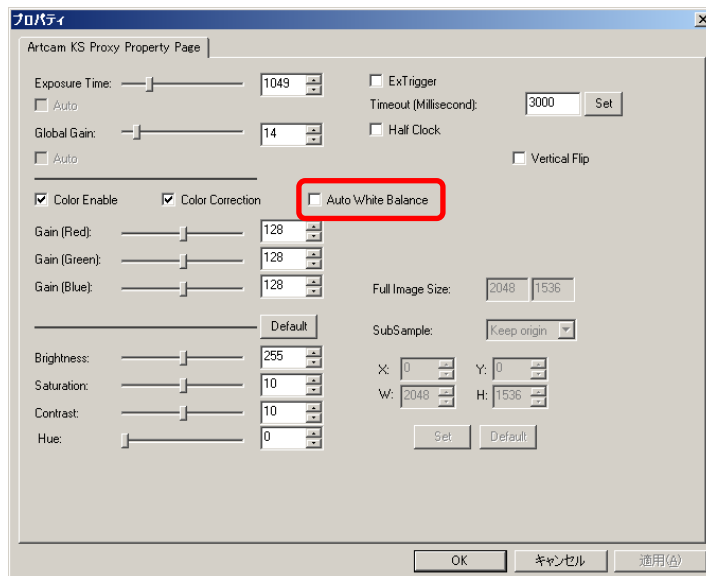 プロパティ
Artcam KS Proxy Property Page
Exposure Time: 1049
Auto
Global Gain: 14
Auto
ExTrigger
Timeout (Millisecond): 3000 Set
Half Clock
Vertical Flip
Color Enable Color Correction Auto White Balance
Gain (Red): 128
Gain (Green): 128
Gain (Blue): 128
Default
Full Image Size: 2048 1536
SubSample: Keep origin
X: 0 Y: 0
W: 2048 H: 1536
Set Default
Brightness: 255
Saturation: 10
Contrast: 10
Hue: 0
OK キャンセル 適用(A)